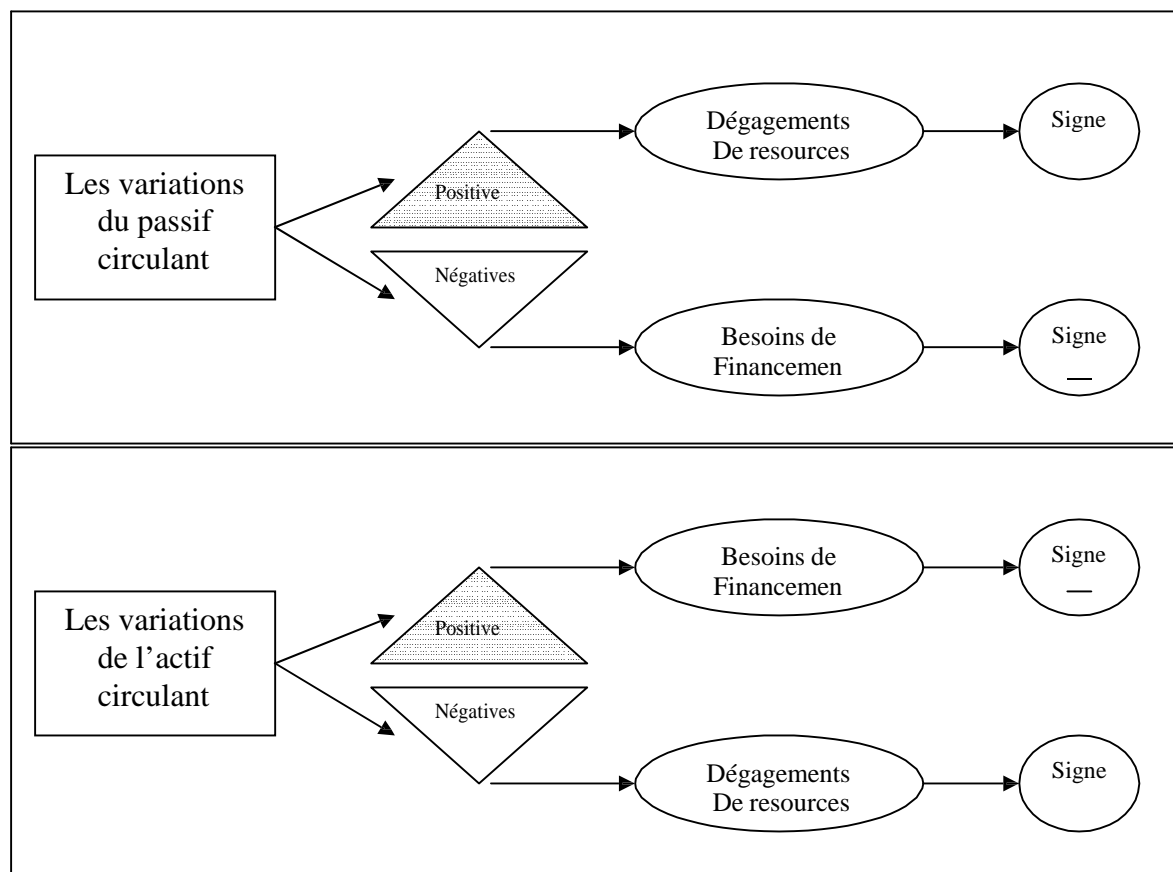 Les variations
du passif
circulant
Positive
Négatives
Dégagements
De resources
Signe
Besoins de
Financemen
Signe
—
Les variations
de l’actif
circulant
Positive
Négatives
Besoins de
Financemen
Signe
—
Dégagements
De resources
Signe